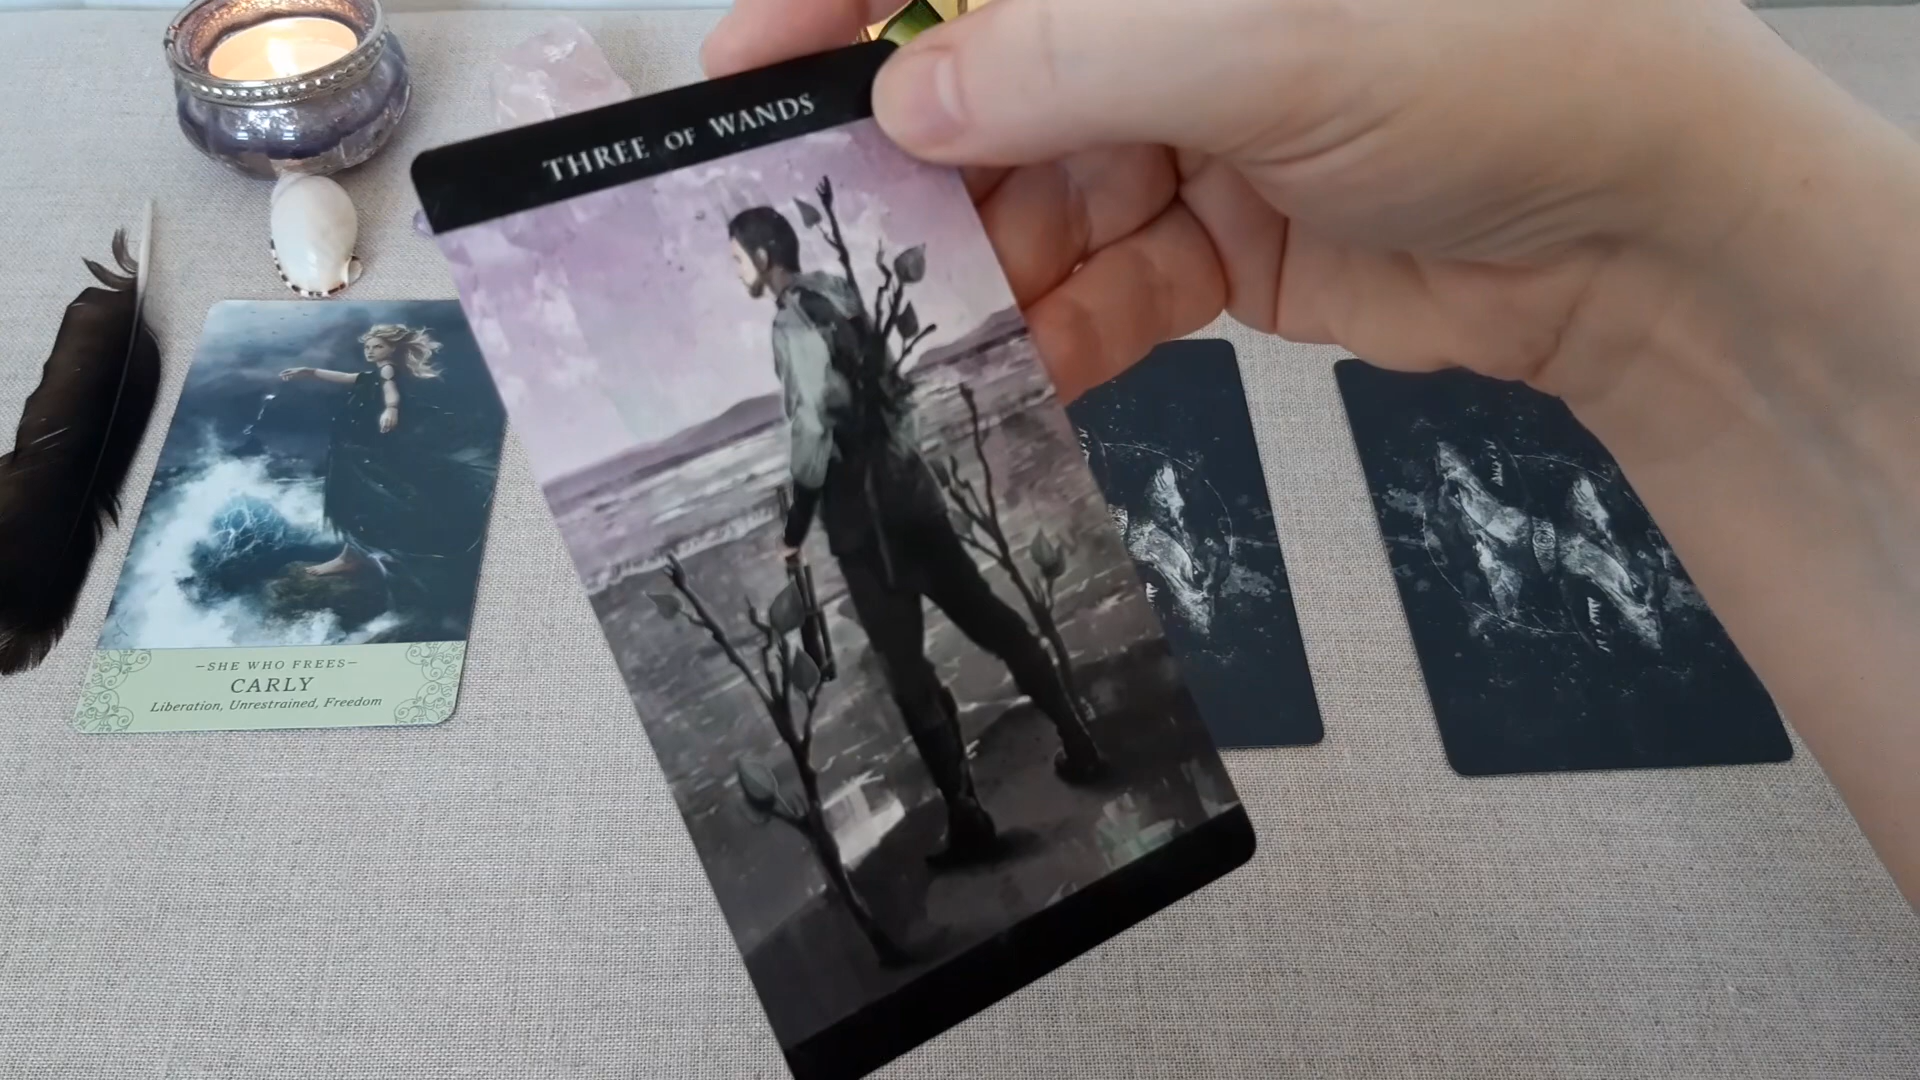 THREE OF WANDS
–SHE WHO FREES–
CARLY
Liberation, Unrestrained, Freedom